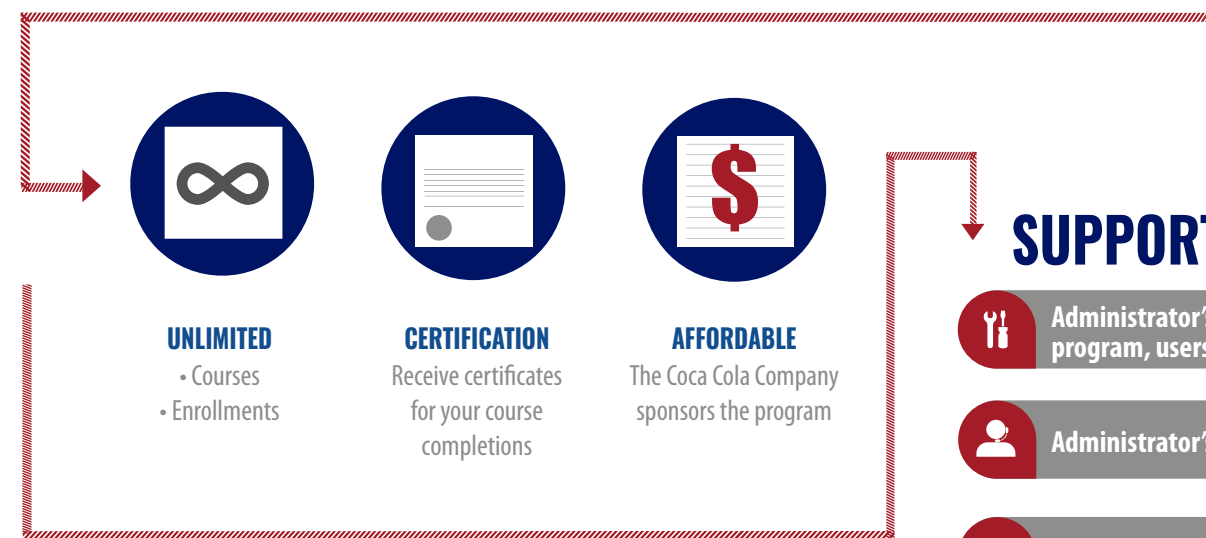 UNLIMITED
• Courses
• Enrollments
CERTIFICATION
Receive certificates
for your course
completions
AFFORDABLE
The Coca Cola Company
sponsors the program
SUPPORT
Administrator's
program, users
Administrator's